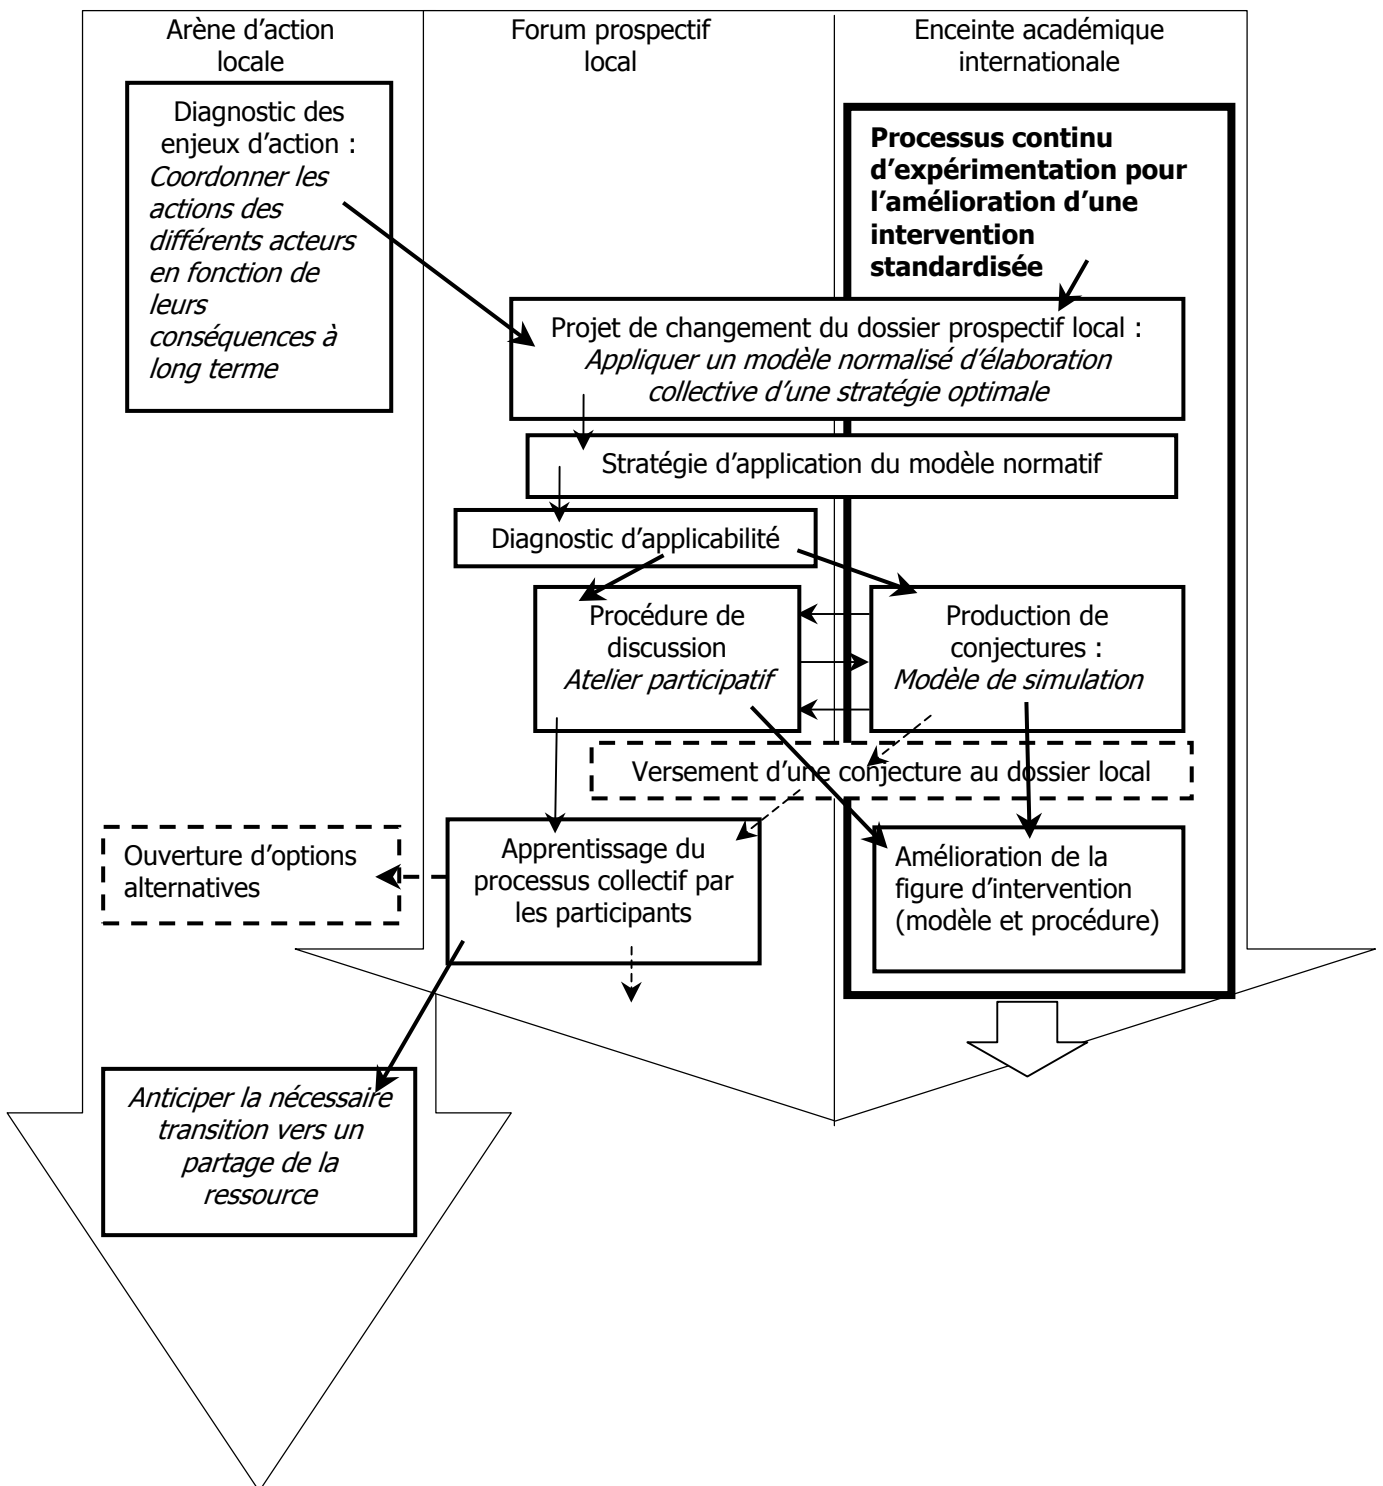 Arène d’action
locale
Forum prospectif
local
Enceinte académique
internationale
Diagnostic des
enjeux d’action :
Coordonner les
actions des
différents acteurs
en fonction de
leurs
conséquences à
long terme
Processus continu
d’expérimentation pour
l’amélioration d’une
intervention
standardisée
Projet de changement du dossier prospectif local :
Appliquer un modèle normalisé d’élaboration
collective d’une stratégie optimale
Stratégie d’application du modèle normatif
Diagnostic d’applicabilité
Procédure de
discussion
Atelier participatif
Production de
conjectures :
Modèle de simulation
Versement d’une conjecture au dossier local
Ouverture d’options
alternatives
Apprentissage du
processus collectif par
les participants
Amélioration de la
figure d’intervention
(modèle et procédure)
Anticiper la nécessaire
transition vers un
partage de la
ressource